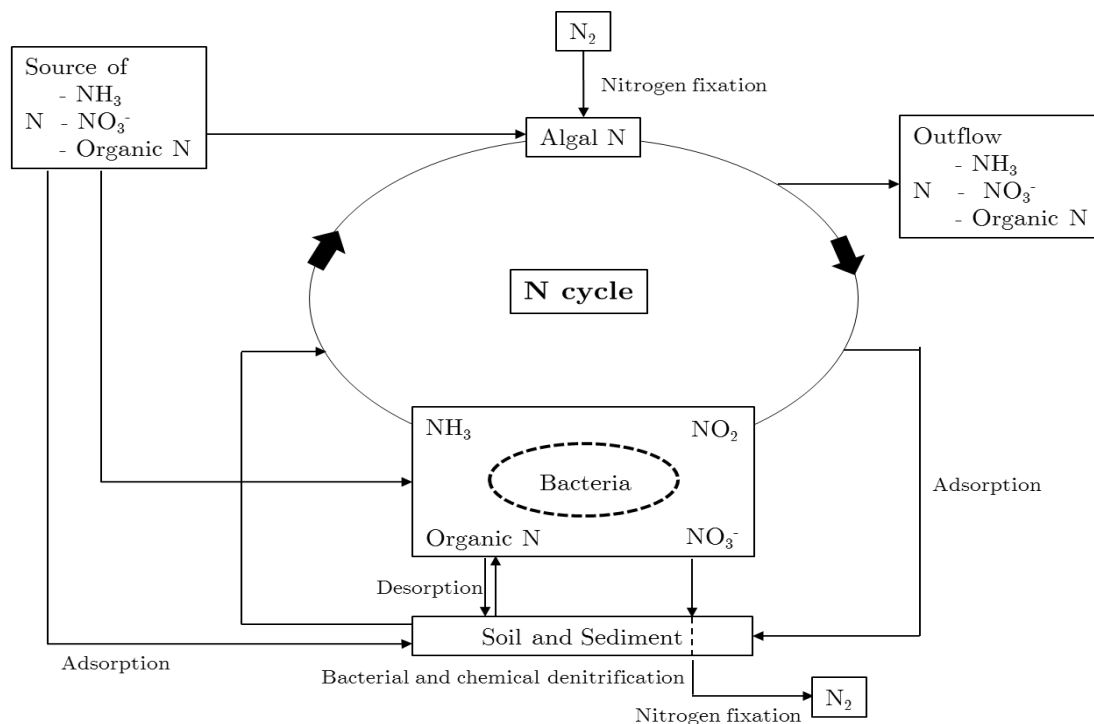 N₂
Nitrogen fixation
Source of
- NH₃
N - NO₃⁻
- Organic N
Algal N
Outflow
- NH₃
N - NO₃⁻
- Organic N
N cycle
NH₃
NO₂
Bacteria
Adsorption
Organic N
NO₃⁻
Desorption
Soil and Sediment
Adsorption
Bacterial and chemical denitrification
N₂
Nitrogen fixation